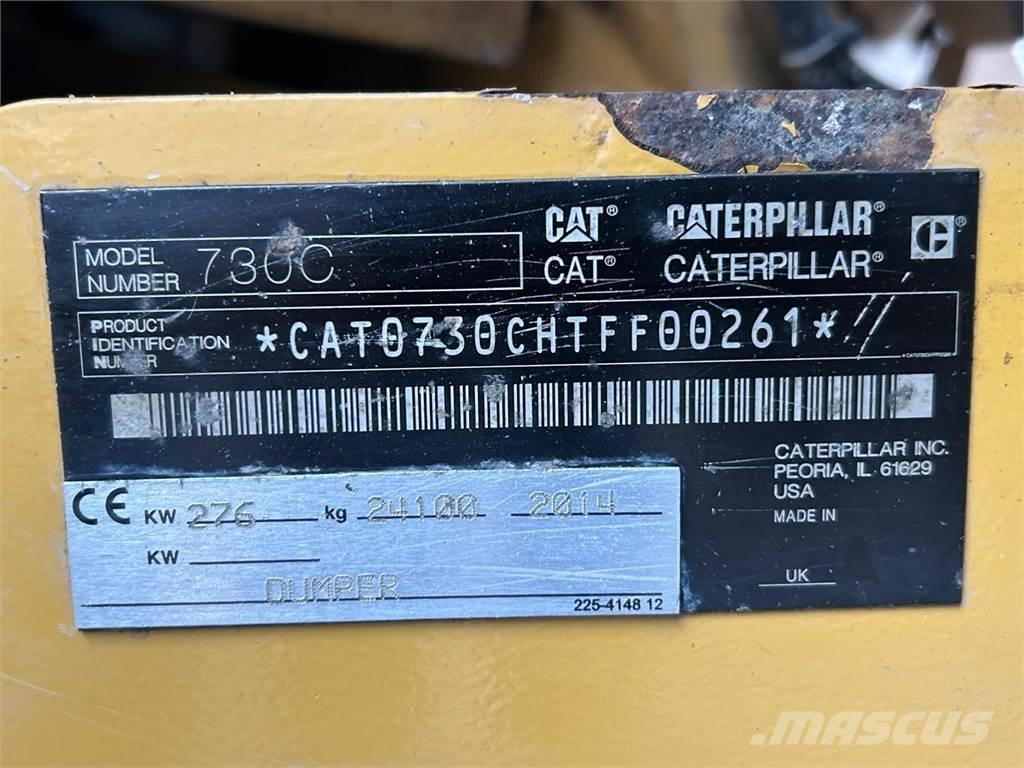 CAT® CATERPILLAR®
MODEL NUMBER 730C
CAT® CATERPILLAR®
PRODUCT
IDENTIFICATION
NUMBER
*CAT0730CHTFF00261*
CATERPILLAR INC.
PEORIA, IL 61629
USA
MADE IN
UK
CE KW 276 kg 24100 2014
KW
DUMPER
225-4148 12
MASCUS